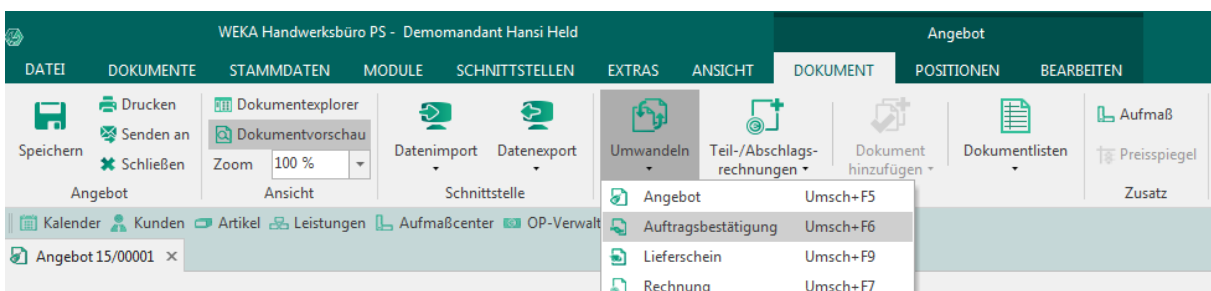 WEKA Handwerksbüro PS - Demomandant Hansi Held
Angebot
DATEI DOKUMENTE STAMMDATEN MODULE SCHNITTSTELLEN EXTRAS ANSICHT DOKUMENT POSITIONEN BEARBEITEN
Speichern
Drucken
Senden an
Schließen
Angebot
Dokumentexplorer
Dokumentvorschau
Zoom 100 %
Ansicht
Datenimport
Datenexport
Schnittstelle
Umwandeln
Teil-/Abschlags-
rechnungen
Dokument
hinzufügen
Dokumentlisten
Aufmaß
Preisspiegel
Zusatz
Angebot Umsch+F5
Auftragsbestätigung Umsch+F6
Lieferschein Umsch+F9
Rechnung Umsch+F7
Kalender Kunden Artikel Leistungen Aufmaßcenter OP-Verwalt
Angebot 15/00001